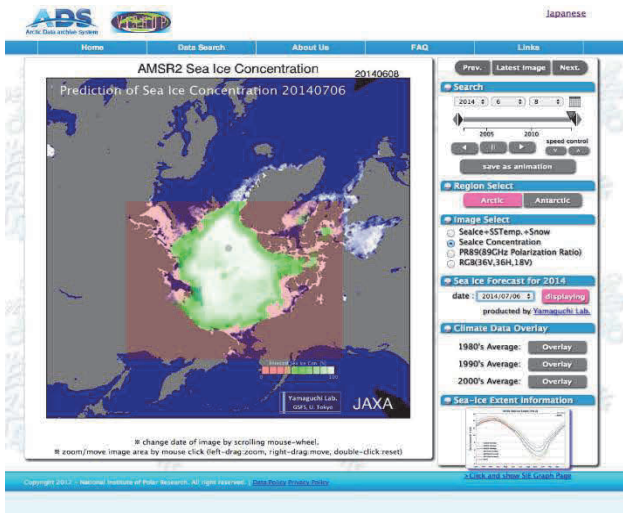 Japanese
ADS
Arctic Data archive System
VISHOP
Home
Data Search
About Us
FAQ
Links
AMSR2 Sea Ice Concentration
20140608
Prediction of Sea Ice Concentration 20140706
Yamaguchi Lab.
GSFS, U. Tokyo
JAXA
※ change date of image by scrolling mouse-wheel.
※ zoom/move image area by mouse click (left-drag:zoom, right-drag:move, double-click:reset)
Prev.
Latest Image
Next.
Search
2014
6
8
2005
2010
speed control
save as animation
Region Select
Arctic
Antarctic
Image Select
SeaIce+SSTemp.+Snow
SeaIce Concentration
PR89(89GHz Polarization Ratio)
RGB(36V,36H,18V)
Sea Ice Forecast for 2014
date : 2014/07/06 displaying
producted by Yamaguchi Lab.
Climate Data Overlay
1980's Average: Overlay
1990's Average: Overlay
2000's Average: Overlay
Sea-Ice Extent Information
>Click and show SIE Graph Page
Copyright 2012 - National Institute of Polar Research, All right reserved. | Data Policy Privacy Policy